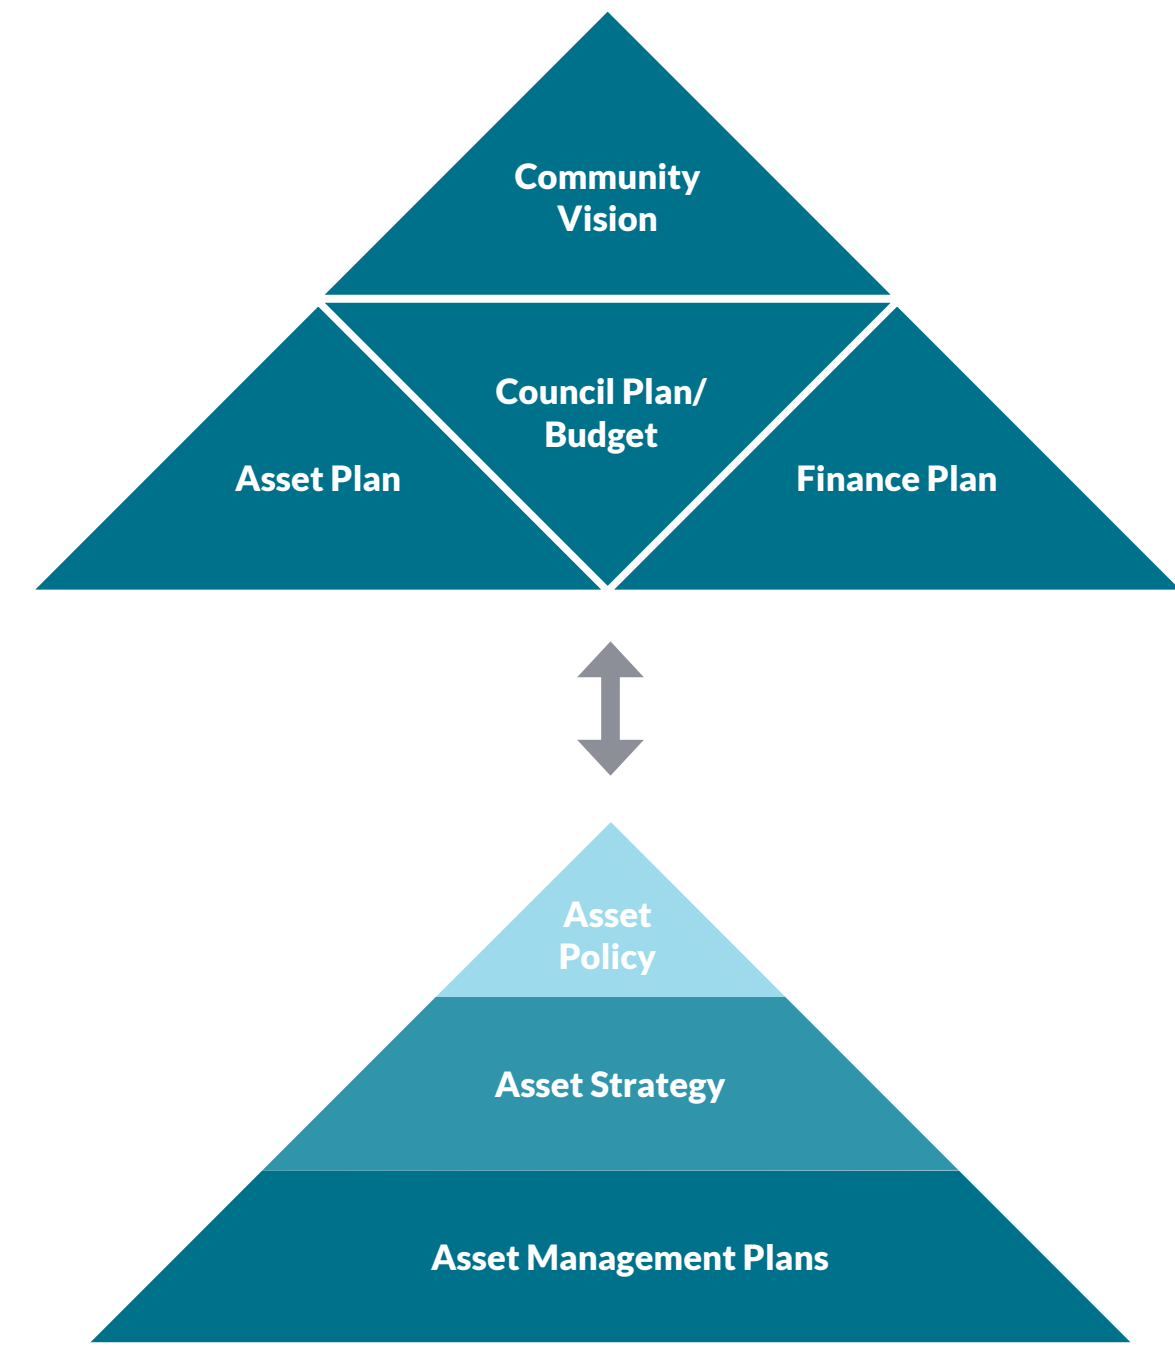 Community
Vision
Council Plan/
Budget
Asset Plan
Finance Plan
Asset
Policy
Asset Strategy
Asset Management Plans